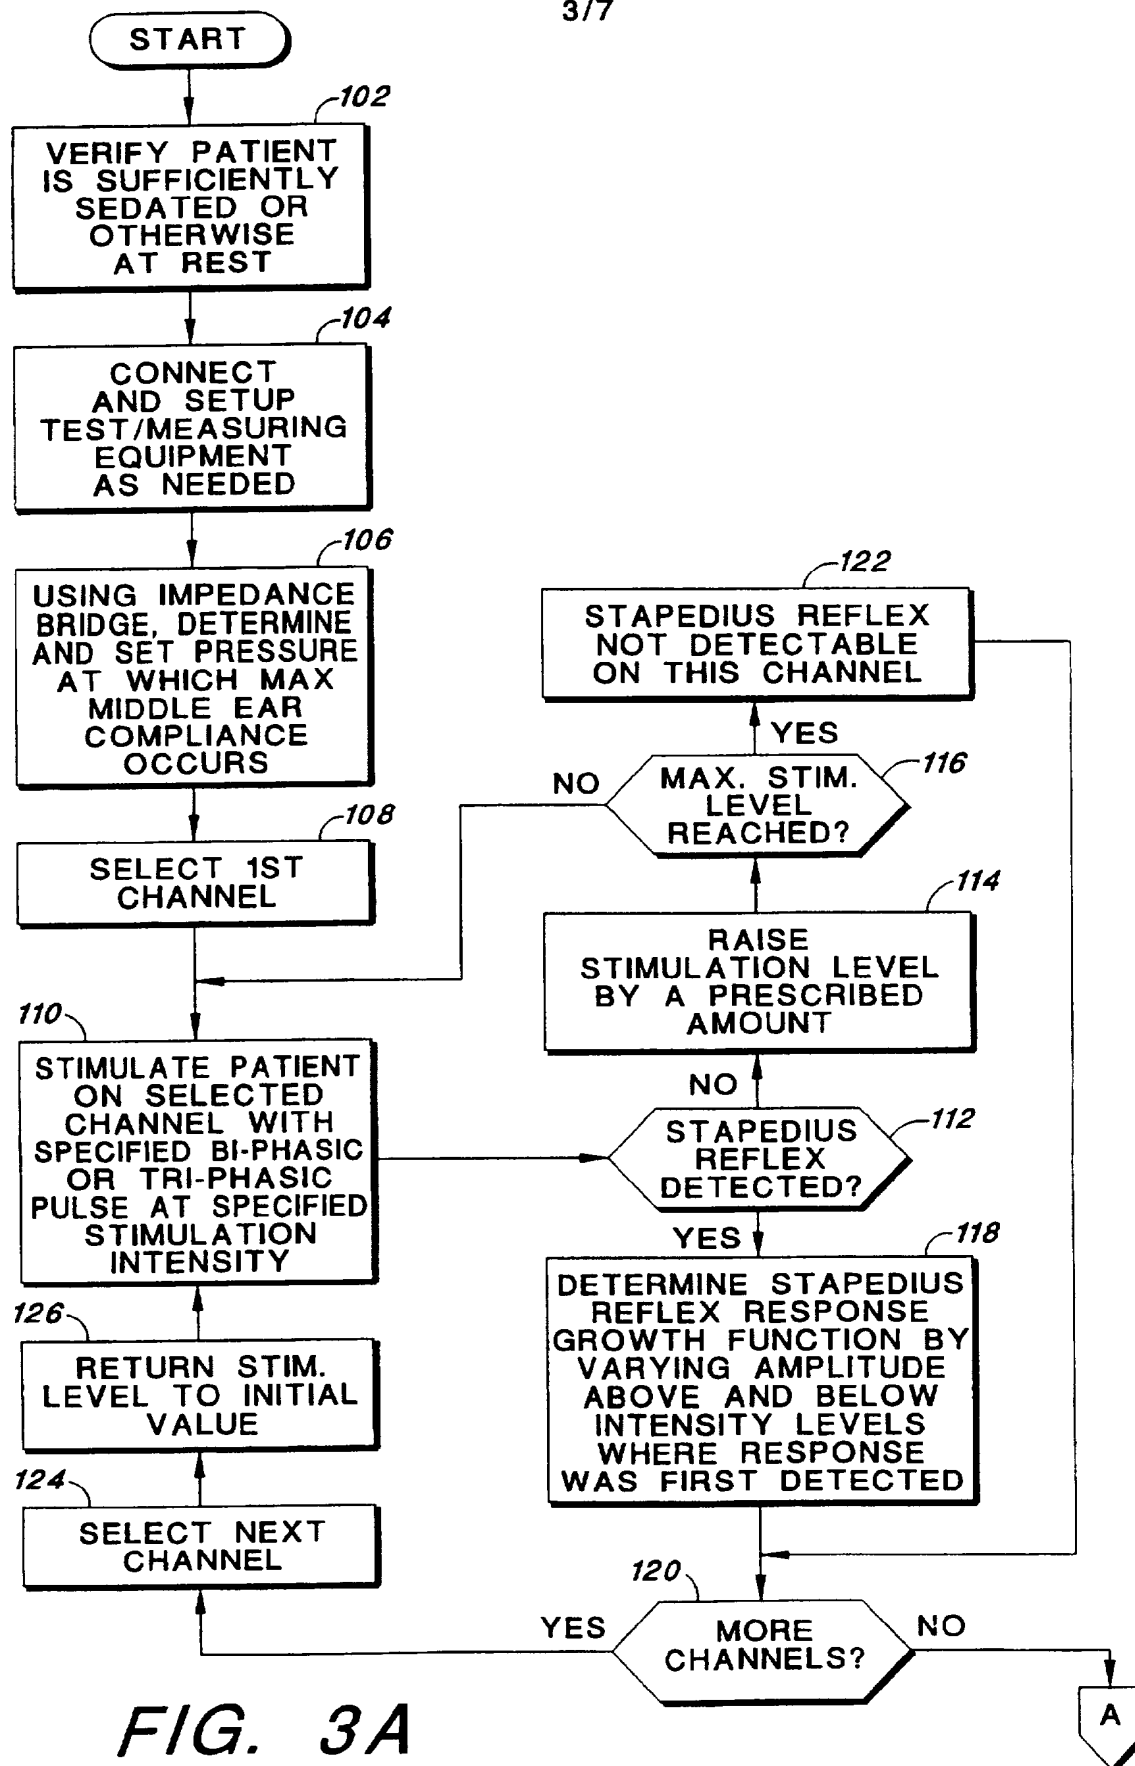 3/7
START
102
VERIFY PATIENT
IS SUFFICIENTLY
SEDATED OR
OTHERWISE
AT REST
104
CONNECT
AND SETUP
TEST/MEASURING
EQUIPMENT
AS NEEDED
106
USING IMPEDANCE
BRIDGE, DETERMINE
AND SET PRESSURE
AT WHICH MAX
MIDDLE EAR
COMPLIANCE
OCCURS
108
SELECT 1ST
CHANNEL
110
STIMULATE PATIENT
ON SELECTED
CHANNEL WITH
SPECIFIED BI-PHASIC
OR TRI-PHASIC
PULSE AT SPECIFIED
STIMULATION
INTENSITY
126
RETURN STIM.
LEVEL TO INITIAL
VALUE
124
SELECT NEXT
CHANNEL
122
STAPEDIUS REFLEX
NOT DETECTABLE
ON THIS CHANNEL
YES
NO
116
MAX. STIM.
LEVEL
REACHED?
114
RAISE
STIMULATION LEVEL
BY A PRESCRIBED
AMOUNT
NO
112
STAPEDIUS
REFLEX
DETECTED?
YES
118
DETERMINE STAPEDIUS
REFLEX RESPONSE
GROWTH FUNCTION BY
VARYING AMPLITUDE
ABOVE AND BELOW
INTENSITY LEVELS
WHERE RESPONSE
WAS FIRST DETECTED
120
YES
MORE
CHANNELS?
NO
A
FIG. 3A